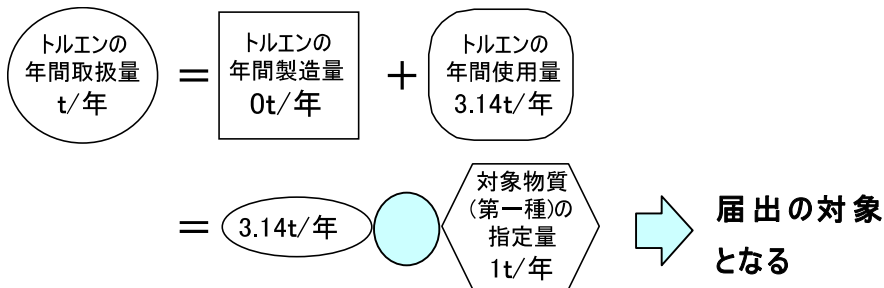 トルエンの
年間取扱量
t/年
=
トルエンの
年間製造量
0t/年
+
トルエンの
年間使用量
3.14t/年
=
3.14t/年
対象物質
(第一種)の
指定量
1t/年
届出の対象
となる